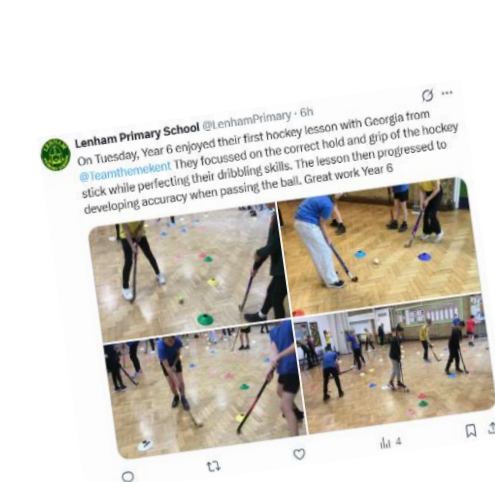 Lenham Primary School @LenhamPrimary · 6h
On Tuesday, Year 6 enjoyed their first hockey lesson with Georgia from
@Teamthemekent They focussed on the correct hold and grip of the hockey
stick while perfecting their dribbling skills. The lesson then progressed to
developing accuracy when passing the ball. Great work Year 6
4